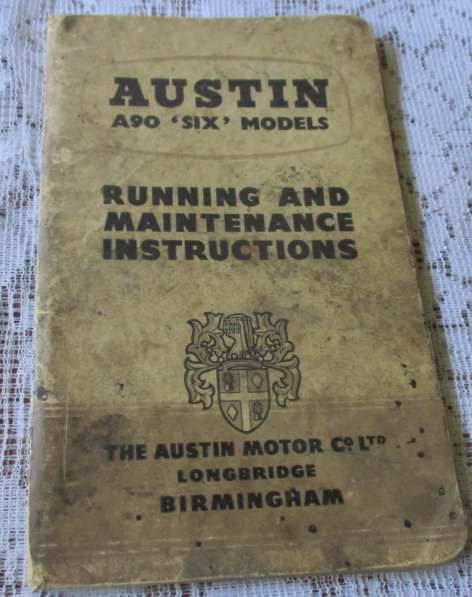 AUSTIN
A90 ‘SIX’ MODELS
RUNNING AND
MAINTENANCE
INSTRUCTIONS
THE AUSTIN MOTOR Co LTD
LONGBRIDGE
BIRMINGHAM